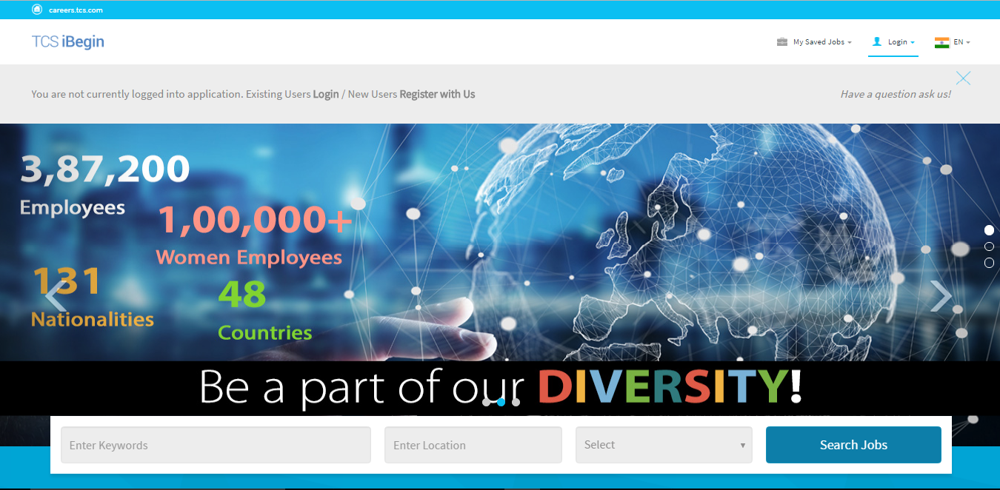 careers.tcs.com
TCS iBegin
My Saved Jobs
Login
EN
You are not currently logged into application. Existing Users Login / New Users Register with Us
Have a question ask us!
3,87,200
Employees
1,00,000+
Women Employees
131
Nationalities
48
Countries
Be a part of our DIVERSITY!
Enter Keywords
Enter Location
Select
Search Jobs